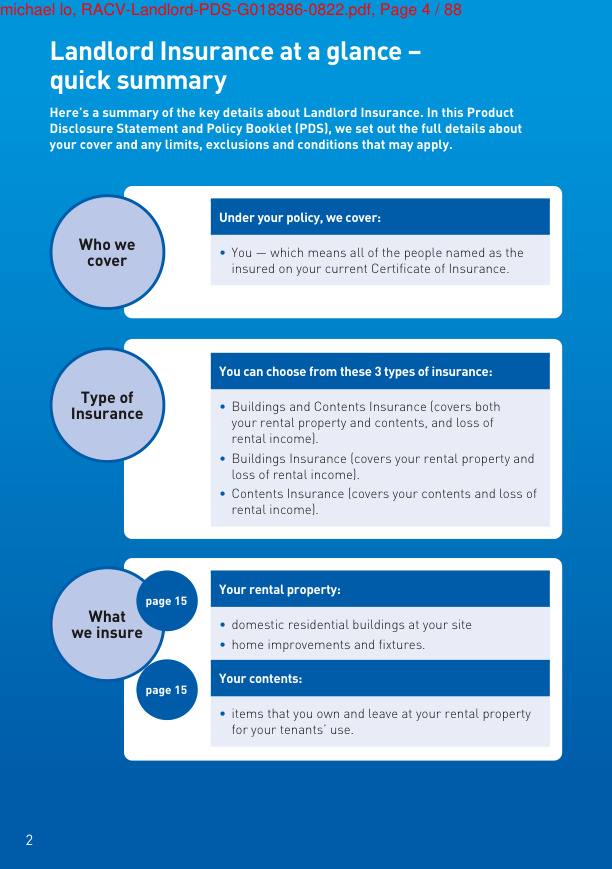 michael lo, RACV-Landlord-PDS-G018386-0822.pdf, Page 4 / 88
Landlord Insurance at a glance –
quick summary
Here's a summary of the key details about Landlord Insurance. In this Product
Disclosure Statement and Policy Booklet (PDS), we set out the full details about
your cover and any limits, exclusions and conditions that may apply.
Who we
cover
Under your policy, we cover:
• You — which means all of the people named as the
insured on your current Certificate of Insurance.
Type of
Insurance
You can choose from these 3 types of insurance:
• Buildings and Contents Insurance (covers both
your rental property and contents, and loss of
rental income).
• Buildings Insurance (covers your rental property and
loss of rental income).
• Contents Insurance (covers your contents and loss of
rental income).
What
we insure
page 15
Your rental property:
• domestic residential buildings at your site
• home improvements and fixtures.
page 15
Your contents:
• items that you own and leave at your rental property
for your tenants' use.
2